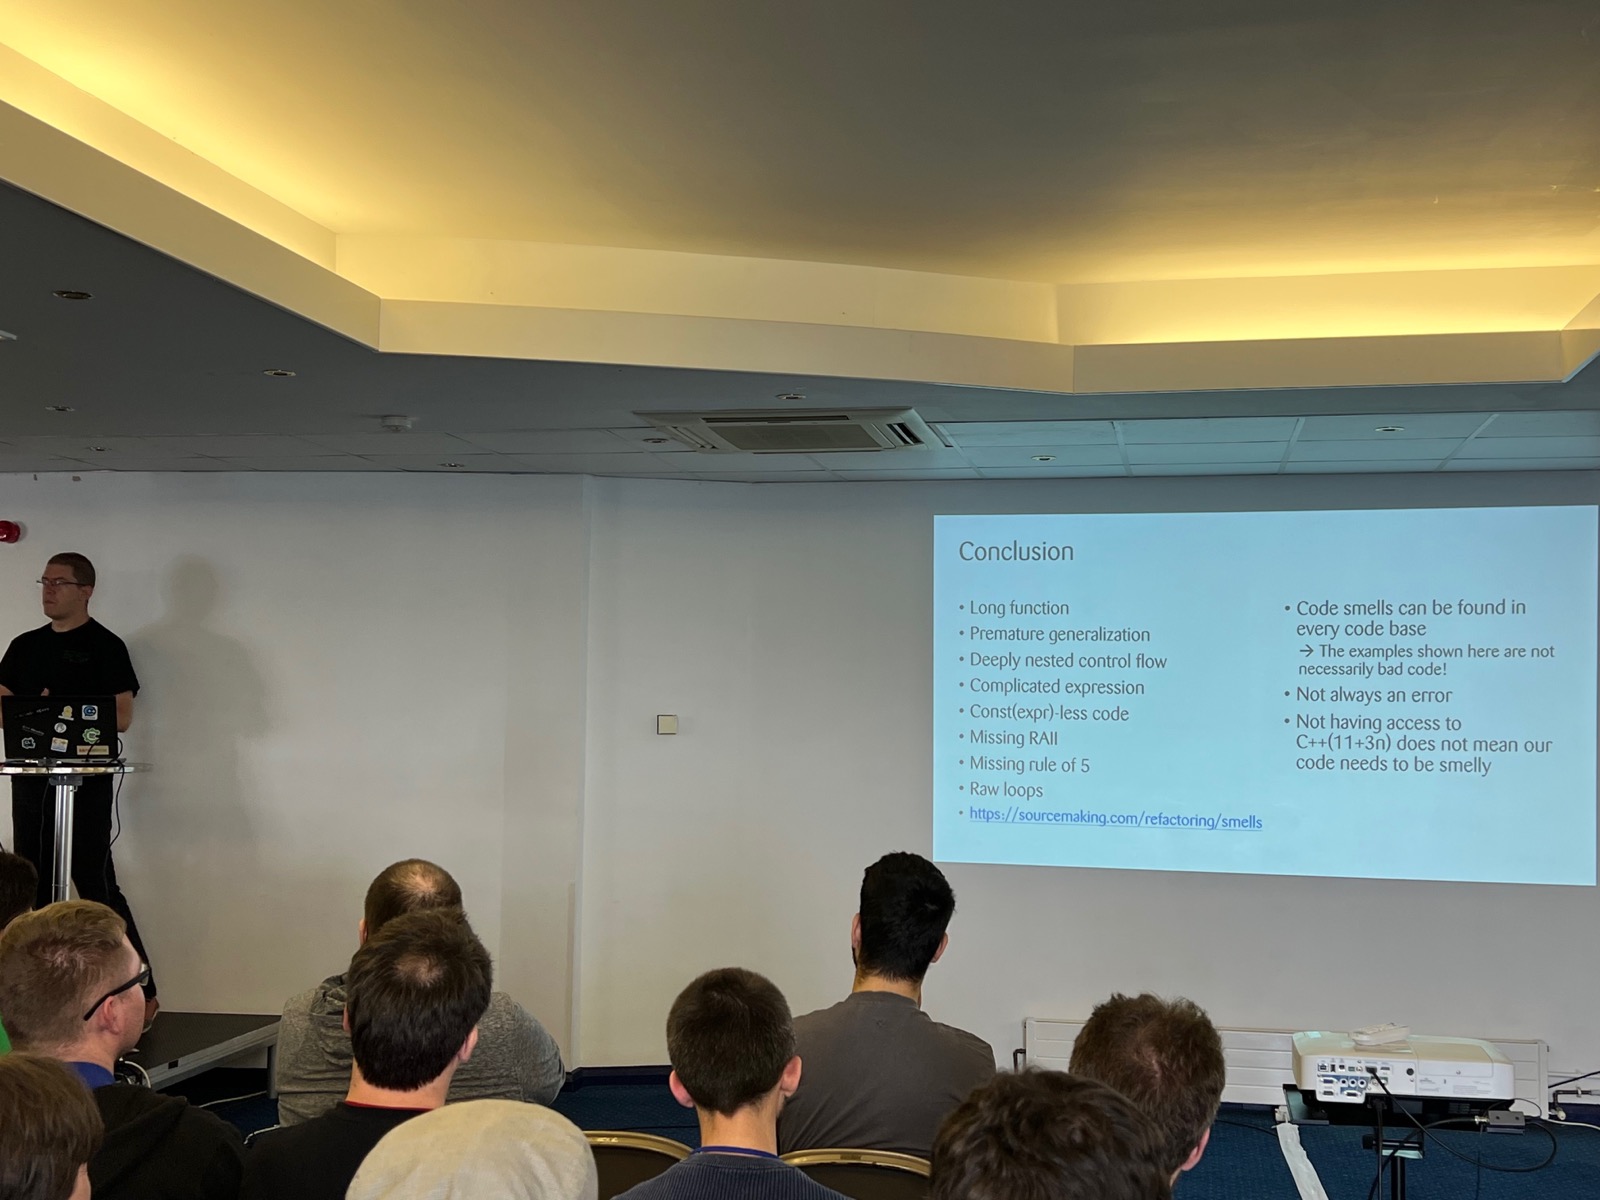 Conclusion
• Long function
• Premature generalization
• Deeply nested control flow
• Complicated expression
• Const(expr)-less code
• Missing RAII
• Missing rule of 5
• Raw loops
• https://sourcemaking.com/refactoring/smells
• Code smells can be found in
every code base
→ The examples shown here are not
necessarily bad code!
• Not always an error
• Not having access to
C++(11+3n) does not mean our
code needs to be smelly